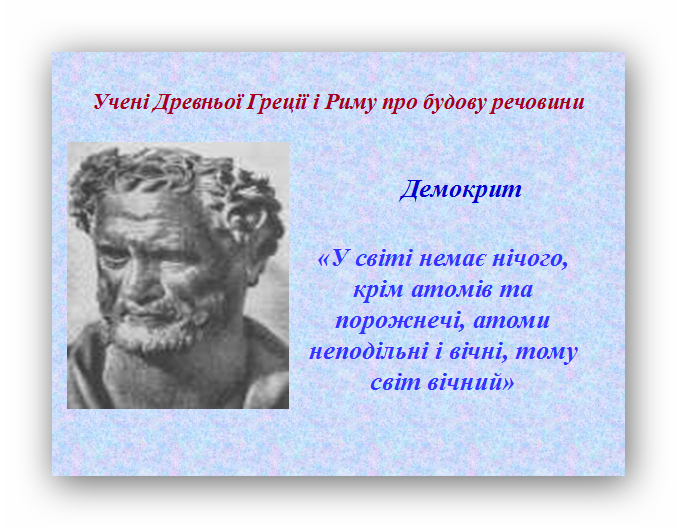 Учені Древньої Греції і Риму про будову речовини
Демокрит
«У світі немає нічого,
крім атомів та
порожнечі, атоми
неподільні і вічні, тому
світ вічний»